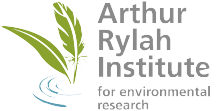 Arthur
Rylah
Institute
for environmental
research